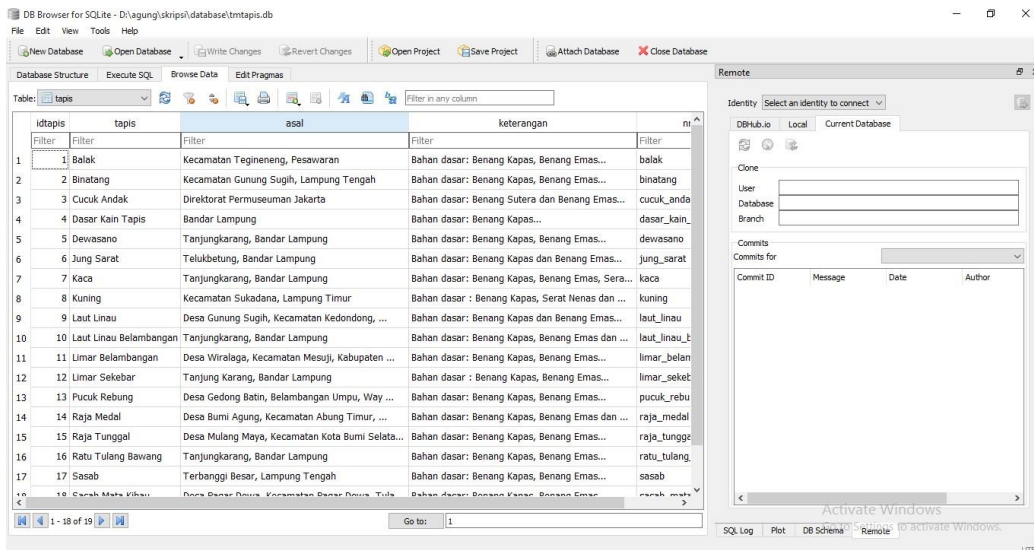 DB Browser for SQLite - D:\agung\skripsi\database\tmtapis.db
File Edit View Tools Help
New Database Open Database Write Changes Revert Changes Open Project Save Project Attach Database Close Database
Database Structure Execute SQL Browse Data Edit Pragmas
Table: tapis Filter in any column
idtapis tapis asal keterangan
Filter Filter Filter Filter Filter
1 1 Balak Kecamatan Tegineneng, Pesawaran Bahan dasar: Benang Kapas, Benang Emas... balak
2 2 Binatang Kecamatan Gunung Sugih, Lampung Tengah Bahan dasar: Benang Kapas, Benang Emas... binatang
3 3 Cucuk Andak Direktorat Permuseuman Jakarta Bahan dasar: Benang Sutera dan Benang Emas... cucuk_anda
4 4 Dasar Kain Tapis Bandar Lampung Bahan dasar: Benang Kapas... dasar_kain_
5 5 Dewasano Tanjungkarang, Bandar Lampung Bahan dasar: Benang Kapas, Benang Emas... dewasano
6 6 Jung Sarat Telukbetung, Bandar Lampung Bahan dasar: Benang Kapas dan Benang Emas... jung_sarat
7 7 Kaca Tanjungkarang, Bandar Lampung Bahan dasar: Benang Kapas, Benang Emas, Sera... kaca
8 8 Kuning Kecamatan Sukadana, Lampung Timur Bahan dasar : Benang Kapas, Serat Nenas dan ... kuning
9 9 Laut Linau Desa Gunung Sugih, Kecamatan Kedondong, ... Bahan dasar: Benang Kapas dan Benang Emas... laut_linau
10 10 Laut Linau Belambangan Tanjungkarang, Bandar Lampung Bahan dasar: Benang Kapas, Benang Emas dan ... laut_linau_b
11 11 Limar Belambangan Desa Wiralaga, Kecamatan Mesuji, Kabupaten ... Bahan dasar: Benang Kapas, Benang Emas... limar_belam
12 12 Limar Sekebar Tanjung Karang, Bandar Lampung Bahan dasar : Benang Kapas, Benang Emas... limar_sekeb
13 13 Pucuk Rebung Desa Gedong Batin, Belambangan Umpu, Way ... Bahan dasar: Benang Kapas, Benang Emas... pucuk_rebu
14 14 Raja Medal Desa Bumi Agung, Kecamatan Abung Timur, ... Bahan dasar: Benang Kapas, Benang Emas dan ... raja_medal
15 15 Raja Tunggal Desa Mulang Maya, Kecamatan Kota Bumi Selata... Bahan dasar: Benang Kapas, Benang Emas... raja_tungga
16 16 Ratu Tulang Bawang Tanjungkarang, Bandar Lampung Bahan dasar: Benang Kapas, Benang Emas... ratu_tulang_
17 17 Sasab Terbanggi Besar, Lampung Tengah Bahan dasar: Benang Kapas, Benang Emas... sasab
1 - 18 of 19 Go to: 1
Remote
Identity Select an identity to connect
DBHub.io Local Current Database
Clone
User
Database
Branch
Commits
Commits for
Commit ID Message Date Author
Activate Windows
Go to Settings to activate Windows.
SQL Log Plot DB Schema Remote